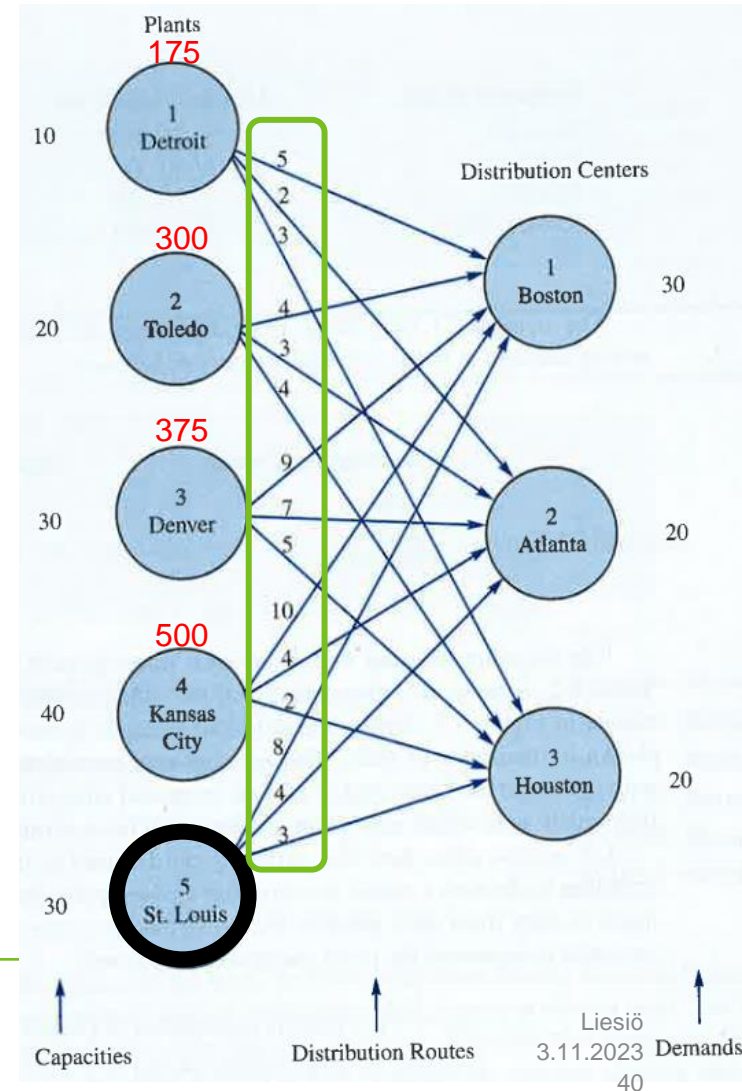 Plants
175
10
1
Detroit
5
2
3
Distribution Centers
300
20
2
Toledo
4
3
4
1
Boston
30
375
30
3
Denver
9
7
5
2
Atlanta
20
500
40
4
Kansas
City
10
4
2
3
Houston
20
30
5
St. Louis
8
4
3
Capacities
Distribution Routes
Demands
Liesiö
3.11.2023
40